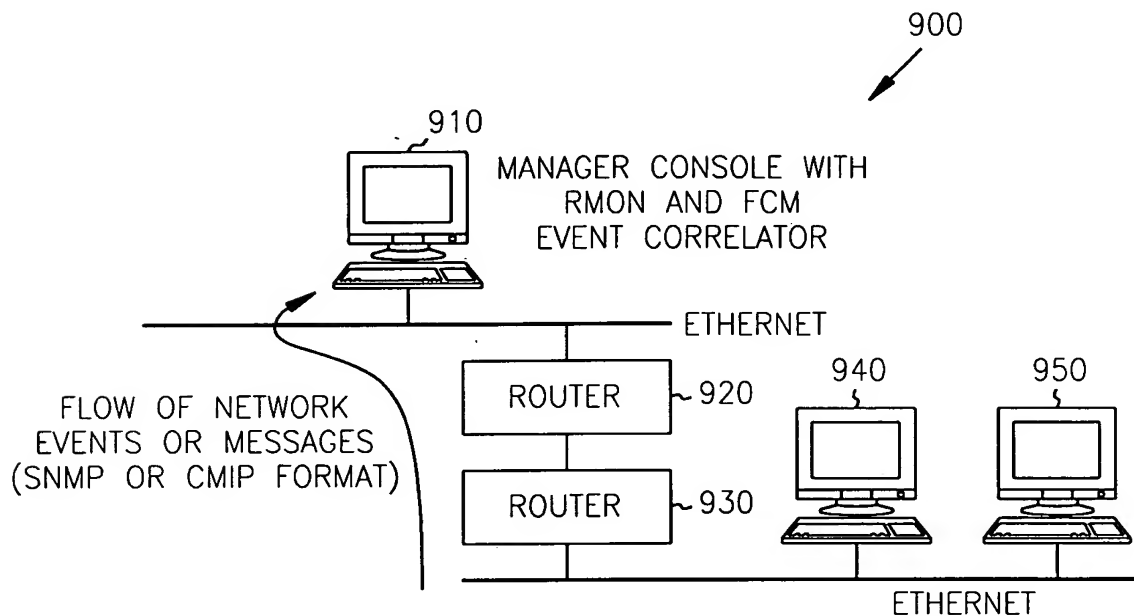 900
910
MANAGER CONSOLE WITH
RMON AND FCM
EVENT CORRELATOR
ETHERNET
FLOW OF NETWORK
EVENTS OR MESSAGES
(SNMP OR CMIP FORMAT)
ROUTER
920
ROUTER
930
940
950
ETHERNET